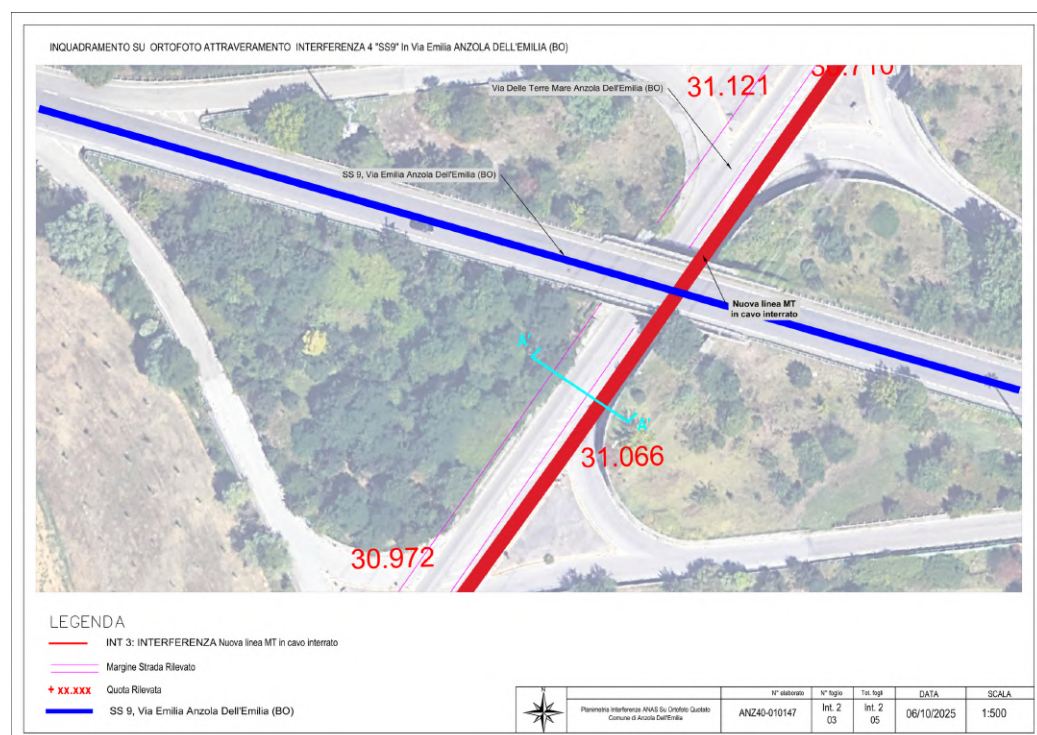 INQUADRAMENTO SU ORTOFOTO ATTRAVERAMENTO INTERFERENZA 4 "SS9" In Via Emilia ANZOLA DELL'EMILIA (BO)
30.710
Via Delle Terre Mare Anzola Dell'Emilia (BO)
31.121
SS 9, Via Emilia Anzola Dell'Emilia (BO)
Nuova linea MT
in cavo interrato
A'
A'
31.066
30.972
LEGENDA
INT 3: INTERFERENZA Nuova linea MT in cavo interrato
Margine Strada Rilevato
+ xx.xxx Quota Rilevata
SS 9, Via Emilia Anzola Dell'Emilia (BO)
N
N° elaborato N° foglio Tot. fogli DATA SCALA
Planimetria Interferenze ANAS Su Ortofoto Quotato
Comune di Anzola Dell'Emilia
ANZ40-010147
Int. 2
03
Int. 2
05
06/10/2025
1:500